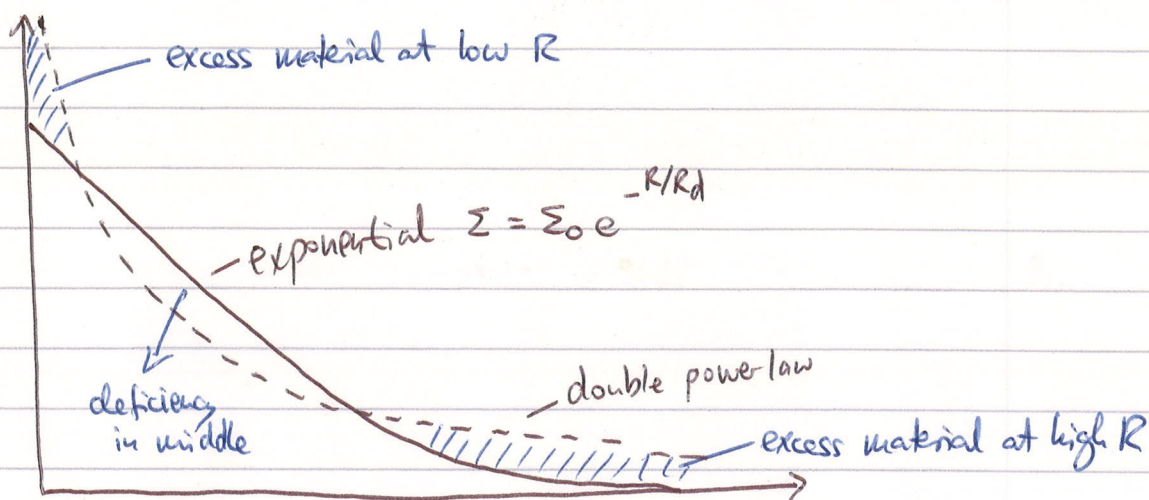 excess material at low R
exponential Σ = Σ₀ e^-R/Rd
deficiency
in middle
double power law
excess material at high R